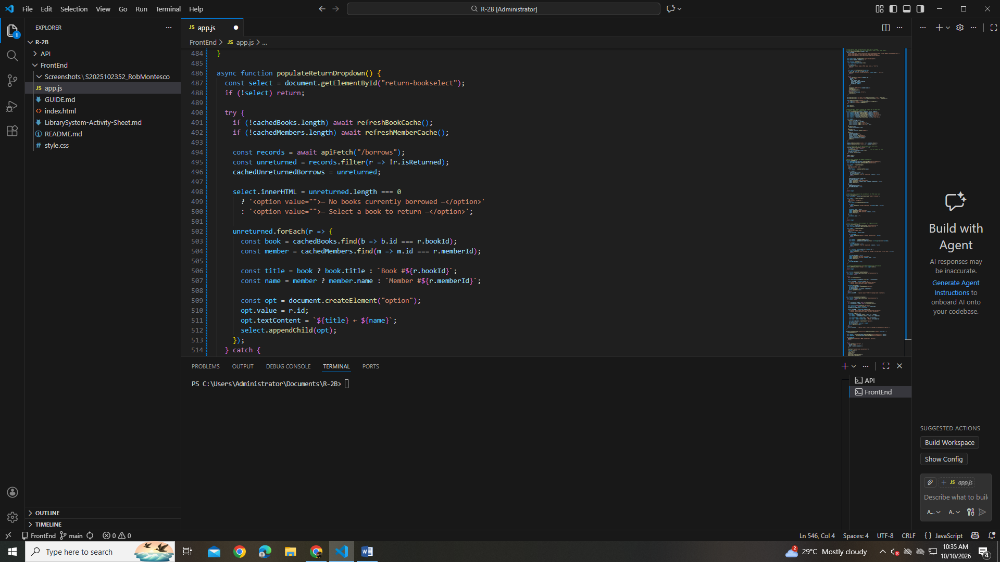 File Edit Selection View Go Run Terminal Help
R-2B [Administrator]
EXPLORER
1
R-2B
API
FrontEnd
Screenshots\S2025102352_RobMontesco
JS app.js
GUIDE.md
<> index.html
LibrarySystem-Activity-Sheet.md
README.md
# style.css
OUTLINE
TIMELINE
JS app.js
FrontEnd > JS app.js > ...
484 }
485
486 async function populateReturnDropdown() {
487 const select = document.getElementById("return-bookselect");
488 if (!select) return;
489
490 try {
491 if (!cachedBooks.length) await refreshBookCache();
492 if (!cachedMembers.length) await refreshMemberCache();
493
494 const records = await apiFetch("/borrows");
495 const unreturned = records.filter(r => !r.isReturned);
496 cachedUnreturnedBorrows = unreturned;
497
498 select.innerHTML = unreturned.length === 0
499 ? '<option value="">— No books currently borrowed —</option>'
500 : '<option value="">— Select a book to return —</option>';
501
502 unreturned.forEach(r => {
503 const book = cachedBooks.find(b => b.id === r.bookId);
504 const member = cachedMembers.find(m => m.id === r.memberId);
505
506 const title = book ? book.title : `Book #${r.bookId}`;
507 const name = member ? member.name : `Member #${r.memberId}`;
508
509 const opt = document.createElement("option");
510 opt.value = r.id;
511 opt.textContent = `${title} ← ${name}`;
512 select.appendChild(opt);
513 });
514 } catch {
PROBLEMS OUTPUT DEBUG CONSOLE TERMINAL PORTS
PS C:\Users\Administrator\Documents\R-2B>
API
FrontEnd
Build with
Agent
AI responses may
be inaccurate.
Generate Agent
Instructions to
onboard AI onto
your codebase.
SUGGESTED ACTIONS
Build Workspace
Show Config
+ JS app.js
Describe what to buil
A... A.
FrontEnd main 0 0
Ln 546, Col 4 Spaces: 4 UTF-8 CRLF {} JavaScript
Type here to search
2 29°C Mostly cloudy
10:35 AM
10/10/2026
4